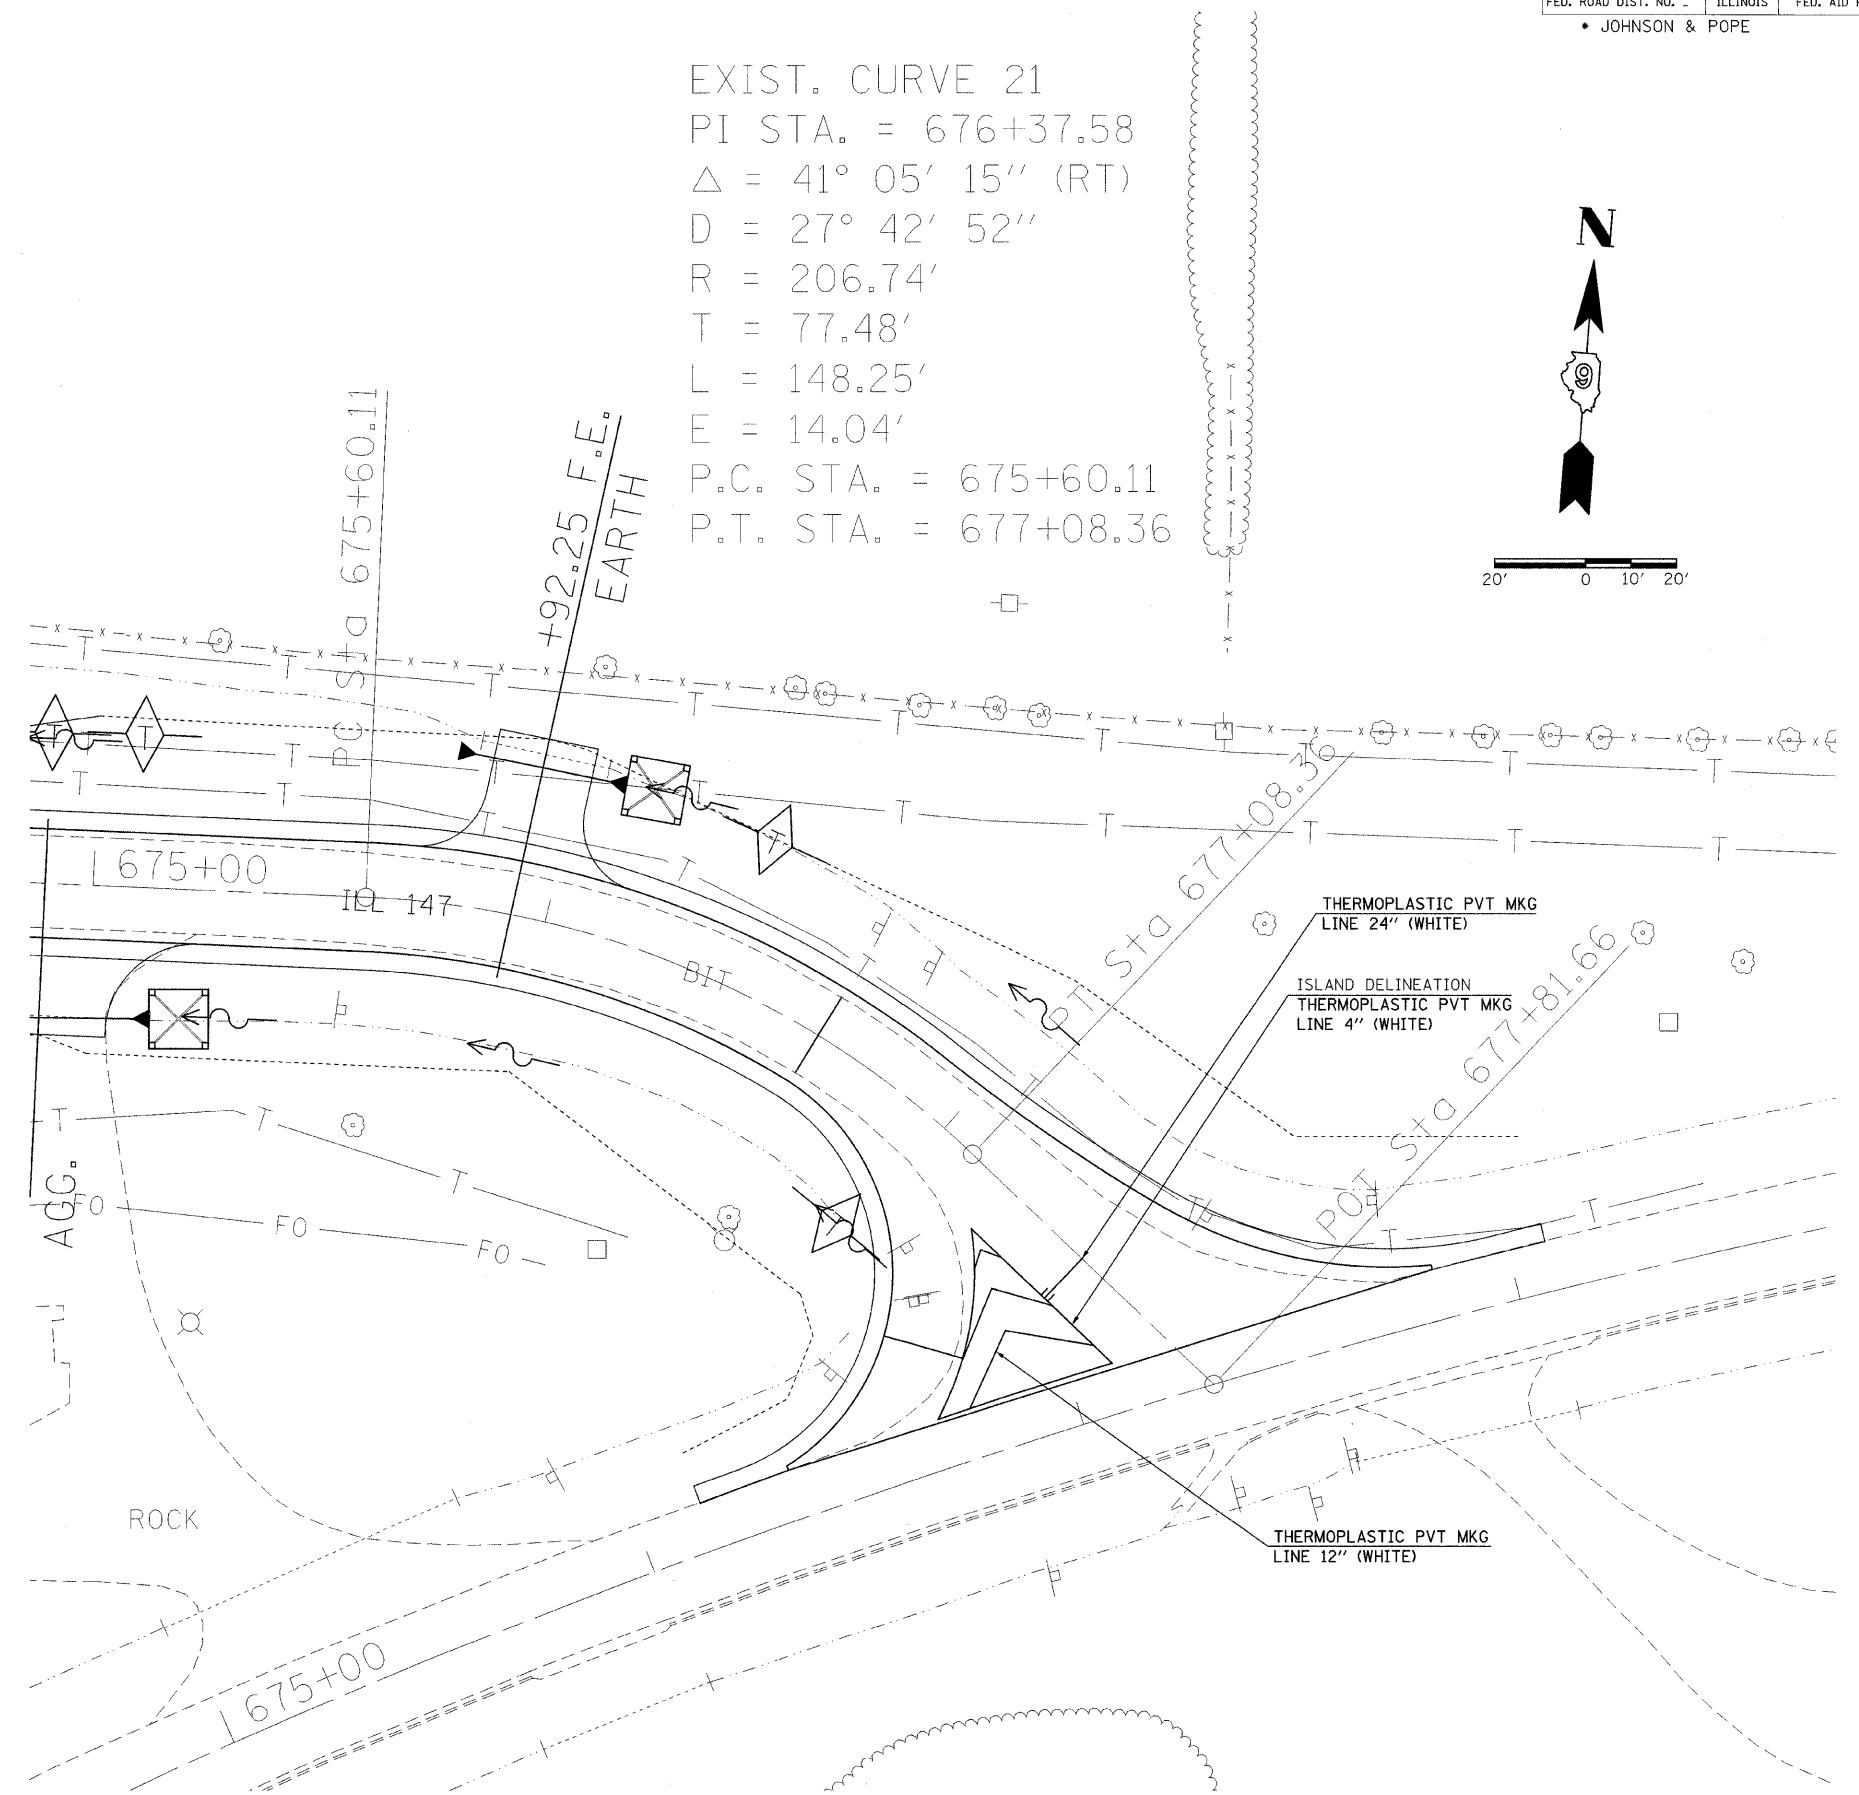 FED. ROAD DIST. NO. _ ILLINOIS FED. AID
* JOHNSON & POPE
EXIST. CURVE 21
PI STA. = 676+37.58
△ = 41° 05' 15'' (RT)
D = 27° 42' 52''
R = 206.74'
T = 77.48'
L = 148.25'
E = 14.04'
P.C. STA. = 675+60.11
P.T. STA. = 677+08.36
N
9
20' 0 10' 20'
PC Sta 675+60.11
+92.25 F.E.
EARTH
675+00
ILL 147
BIT
PT Sta 677+08.36
POT Sta 677+81.66
THERMOPLASTIC PVT MKG
LINE 24'' (WHITE)
ISLAND DELINEATION
THERMOPLASTIC PVT MKG
LINE 4'' (WHITE)
AGG.
FO
FO
FO
ROCK
THERMOPLASTIC PVT MKG
LINE 12'' (WHITE)
675+00